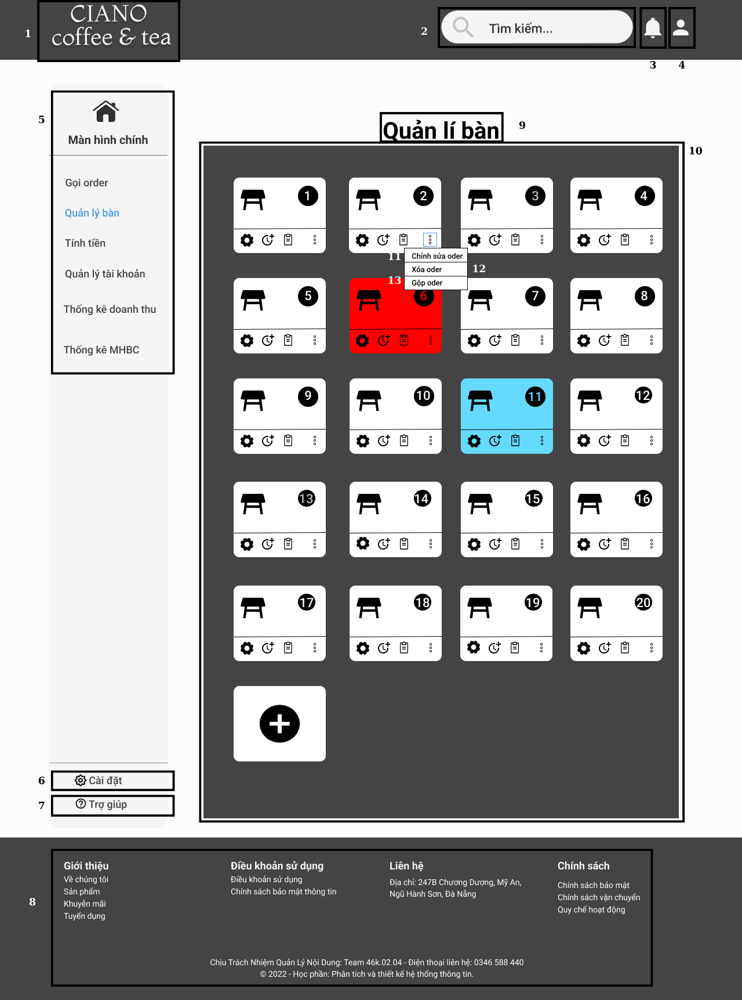 CIANO
coffee & tea
1
2
Tìm kiếm...
3
4
5
Màn hình chính
Gọi order
Quản lý bàn
Tính tiền
Quản lý tài khoản
Thống kê doanh thu
Thống kê MHBC
6
Cài đặt
7
Trợ giúp
Quản lí bàn
9
10
1
2
3
4
11
Chỉnh sửa oder
Xóa oder
12
13
Gộp oder
5
6
7
8
9
10
11
12
13
14
15
16
17
18
19
20
8
Giới thiệu
Về chúng tôi
Sản phẩm
Khuyễn mãi
Tuyển dụng
Điều khoản sử dụng
Điều khoản sử dụng
Chính sách bảo mật thông tin
Liên hệ
Địa chỉ: 247B Chương Dương, Mỹ An,
Ngũ Hành Sơn, Đà Nẵng
Chính sách
Chính sách bảo mật
Chính sách vận chuyển
Quy chế hoạt động
Chịu Trách Nhiệm Quản Lý Nội Dung: Team 46k.02.04 - Điện thoại liên hệ: 0346 588 440
© 2022 - Học phần: Phân tích và thiết kế hệ thống thông tin.